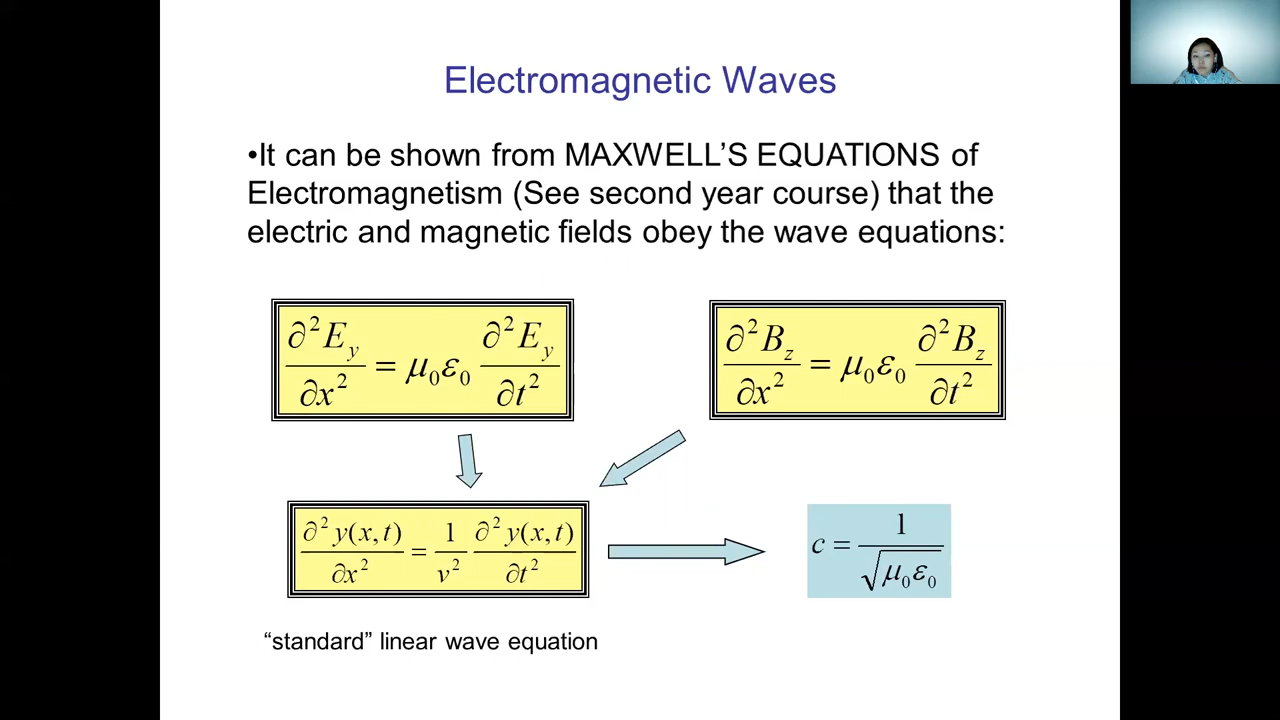 Electromagnetic Waves
•It can be shown from MAXWELL’S EQUATIONS of
Electromagnetism (See second year course) that the
electric and magnetic fields obey the wave equations:
∂²E_y/∂x² = μ₀ε₀ ∂²E_y/∂t²
∂²B_z/∂x² = μ₀ε₀ ∂²B_z/∂t²
∂²y(x,t)/∂x² = 1/v² ∂²y(x,t)/∂t²
c = 1/√(μ₀ε₀)
“standard” linear wave equation